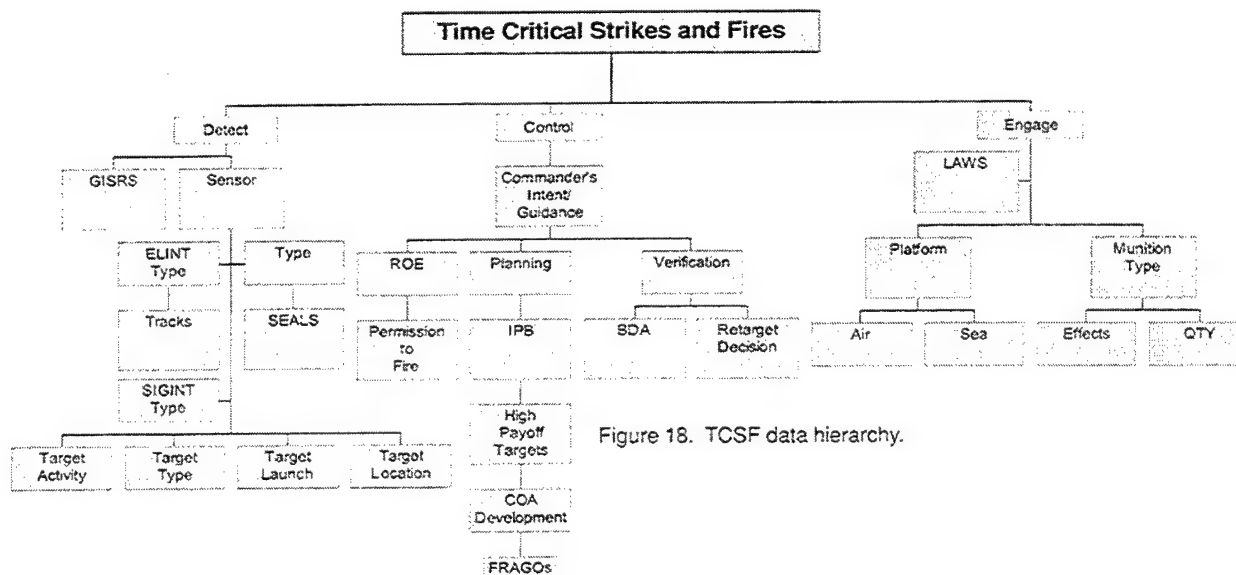 Time Critical Strikes and Fires
Detect
Control
Engage
GISRS
Sensor
Commander's
Intent/
Guidance
LAWS
ELINT
Type
Type
ROE
Planning
Verification
Platform
Munition
Type
Tracks
SEALS
Permission
to
Fire
IPB
BDA
Retarget
Decision
Air
Sea
Effects
QTY
SIGINT
Type
High
Payoff
Targets
Figure 18. TCSF data hierarchy.
Target
Activity
Target
Type
Target
Launch
Target
Location
COA
Development
FRAGOs